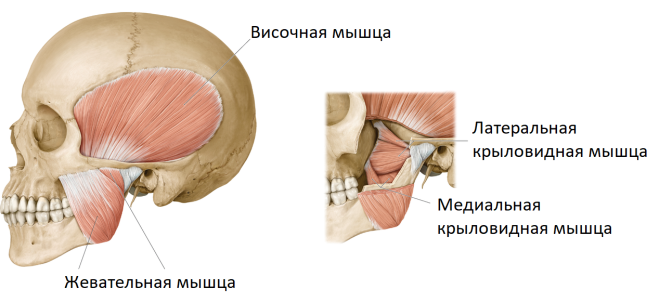 Височная мышца
Латеральная
крыловидная мышца
Медиальная
крыловидная мышца
Жевательная мышца